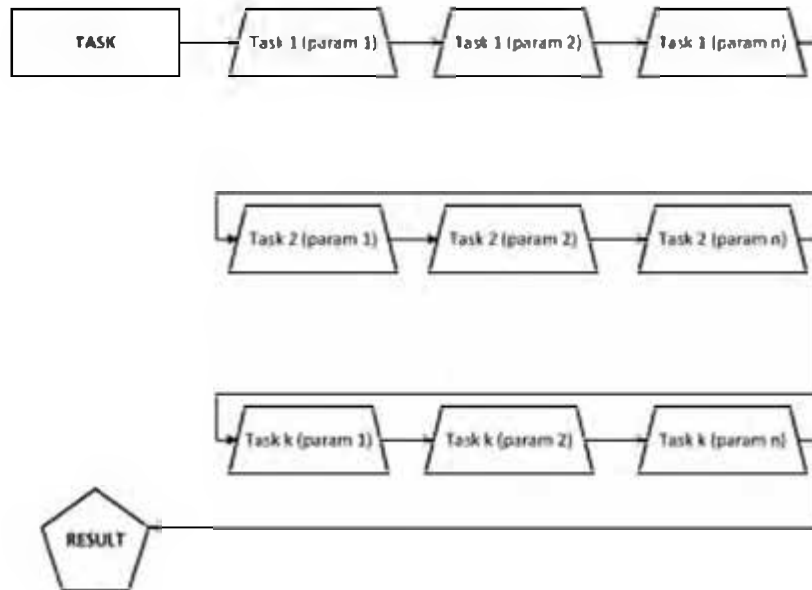 TASK
Task 1 (param 1)
Task 1 (param 2)
Task 1 (param n)
Task 2 (param 1)
Task 2 (param 2)
Task 2 (param n)
Task k (param 1)
Task k (param 2)
Task k (param n)
RESULT